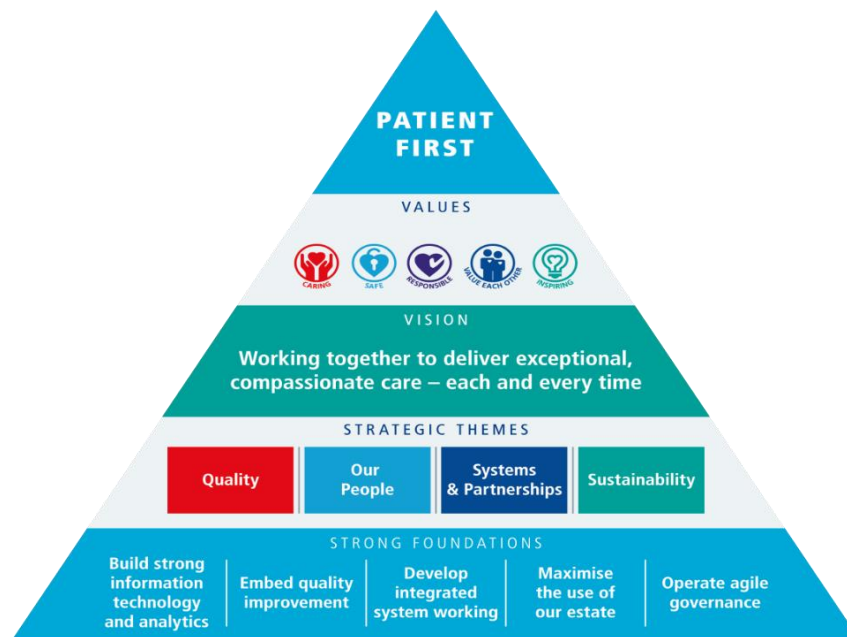 PATIENT
FIRST
VALUES
CARING
SAFE
RESPONSIBLE
VALUE EACH OTHER
INSPIRING
VISION
Working together to deliver exceptional,
compassionate care – each and every time
STRATEGIC THEMES
Quality
Our
People
Systems
& Partnerships
Sustainability
STRONG FOUNDATIONS
Build strong
information
technology
and analytics
Embed quality
improvement
Develop
integrated
system working
Maximise
the use of
our estate
Operate agile
governance